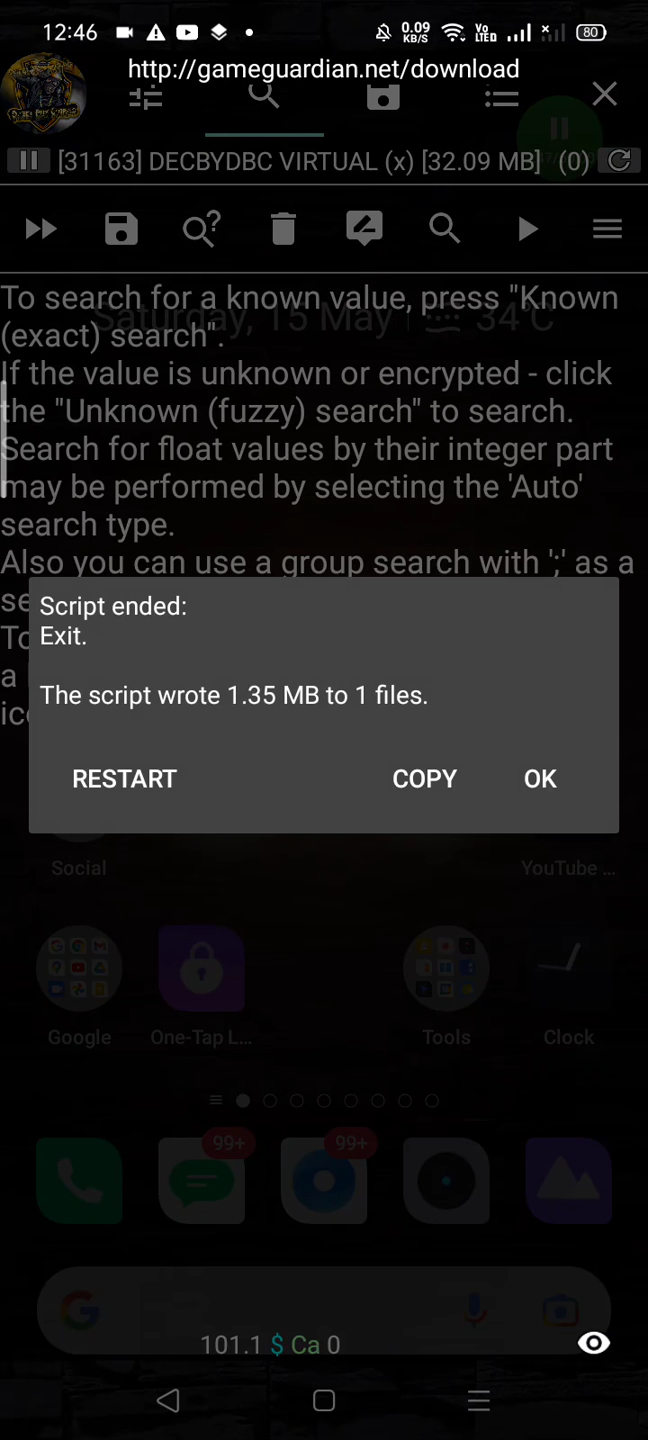 12:46
0.09
KB/S
Vo
LTED
80
http://gameguardian.net/download
[31163] DECBYDBC VIRTUAL (x) [32.09 MB] (0)
Saturday, 15 May | 34°C
To search for a known value, press "Known
(exact) search".
If the value is unknown or encrypted - click
the "Unknown (fuzzy) search" to search.
Search for float values by their integer part
may be performed by selecting the 'Auto'
search type.
Also you can use a group search with ';' as a
se
To
a
ic
Script ended:
Exit.
The script wrote 1.35 MB to 1 files.
RESTART
COPY
OK
Social
YouTube ...
Google
One-Tap L...
Tools
Clock
99+
99+
101.1 $ Ca 0